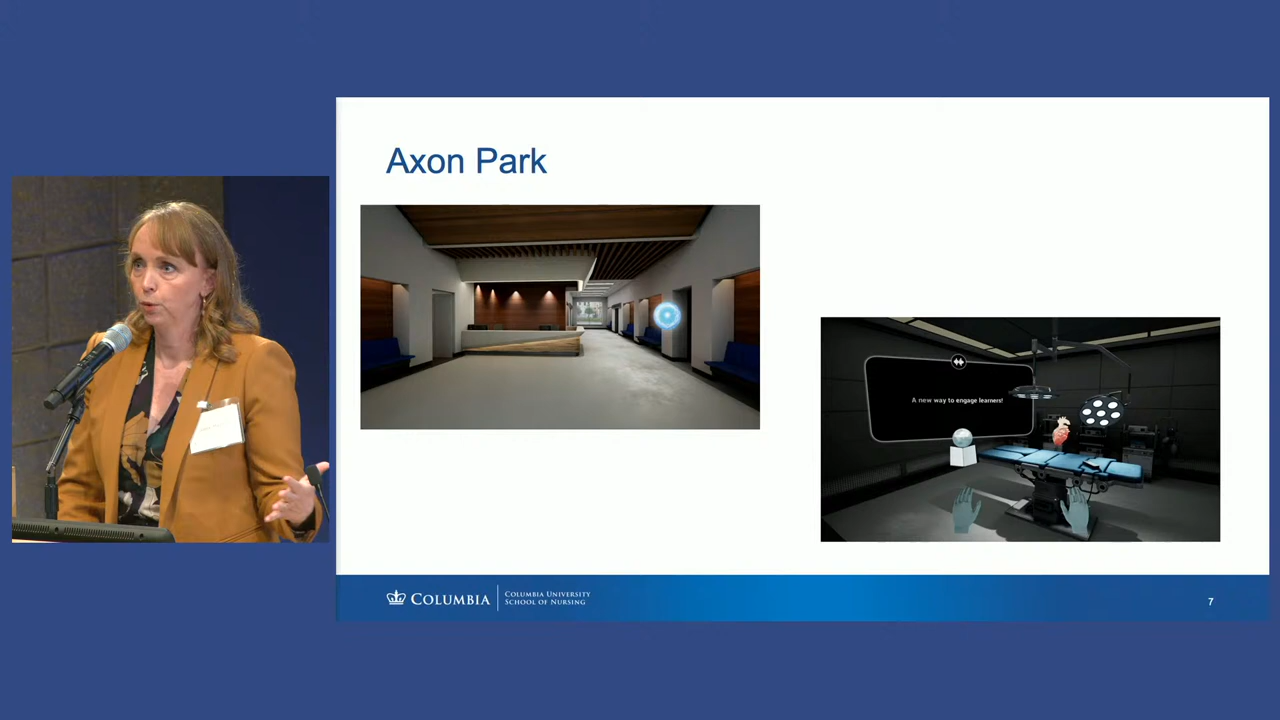 Axon Park
A new way to engage learners!
COLUMBIA
COLUMBIA UNIVERSITY
SCHOOL OF NURSING
7